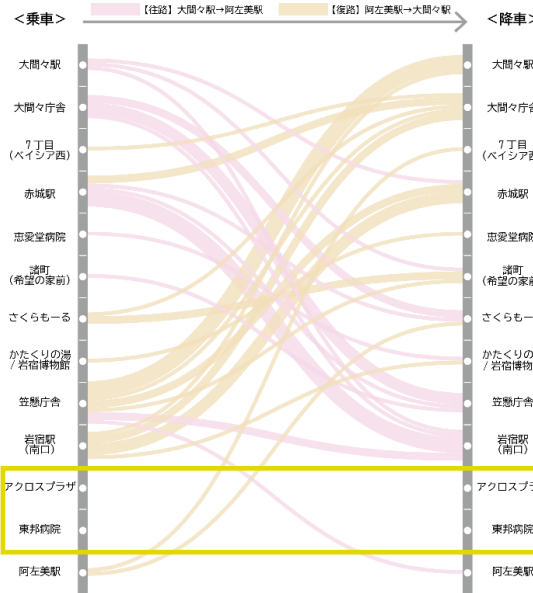 ＜乗車＞
【往路】大間々駅→阿左美駅
【復路】阿左美駅→大間々駅
＜降車
大間々駅
大間々駅
大間々庁舎
大間々庁舎
７丁目
（ベイシア西）
７丁目
（ベイシア西
赤城駅
赤城駅
恵愛堂病院
恵愛堂病院
諸町
（希望の家前）
諸町
（希望の家前
さくらもーる
さくらもー
かたくりの湯
/ 岩宿博物館
かたくりの
/ 岩宿博物
笠懸庁舎
笠懸庁舎
岩宿駅
（南口）
岩宿駅
（南口）
アクロスプラザ
アクロスプラ
東邦病院
東邦病院
阿左美駅
阿左美駅